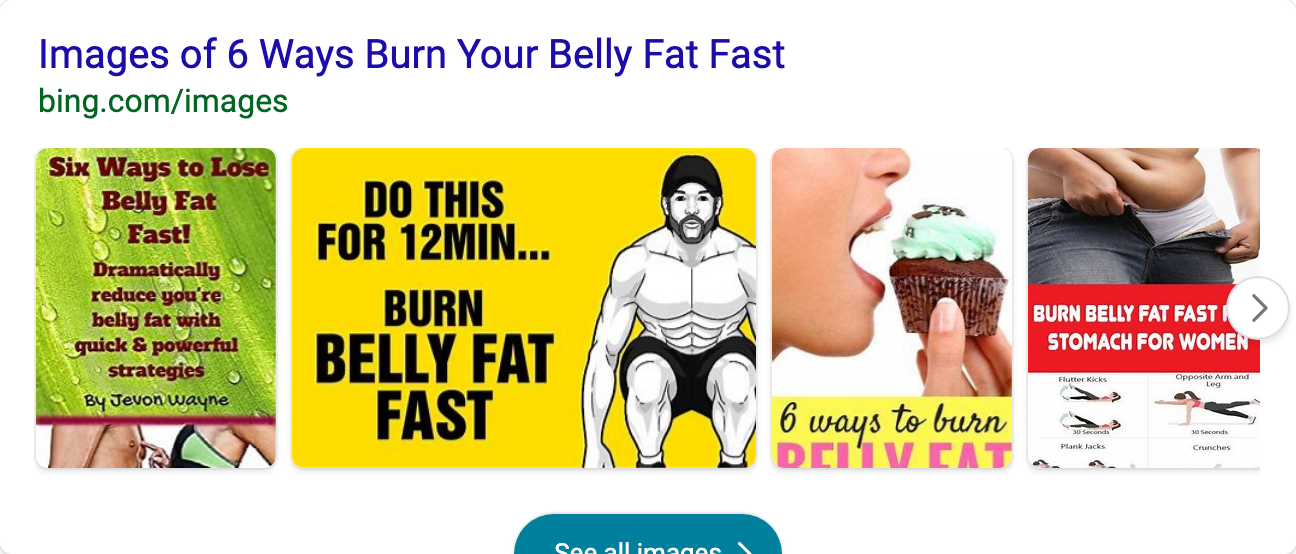 Images of 6 Ways Burn Your Belly Fat Fast
bing.com/images
Six Ways to Lose
Belly Fat
Fast!
Dramatically
reduce you're
belly fat with
quick & powerful
strategies
By Jevon Wayne
DO THIS
FOR 12MIN...
BURN
BELLY FAT
FAST
6 ways to burn
BELLY FAT
BURN BELLY FAT FAST
STOMACH FOR WOMEN
Flutter Kicks
30 Seconds
Opposite Arm and
Leg
30 Seconds
Plank Jacks
Crunches
See all images